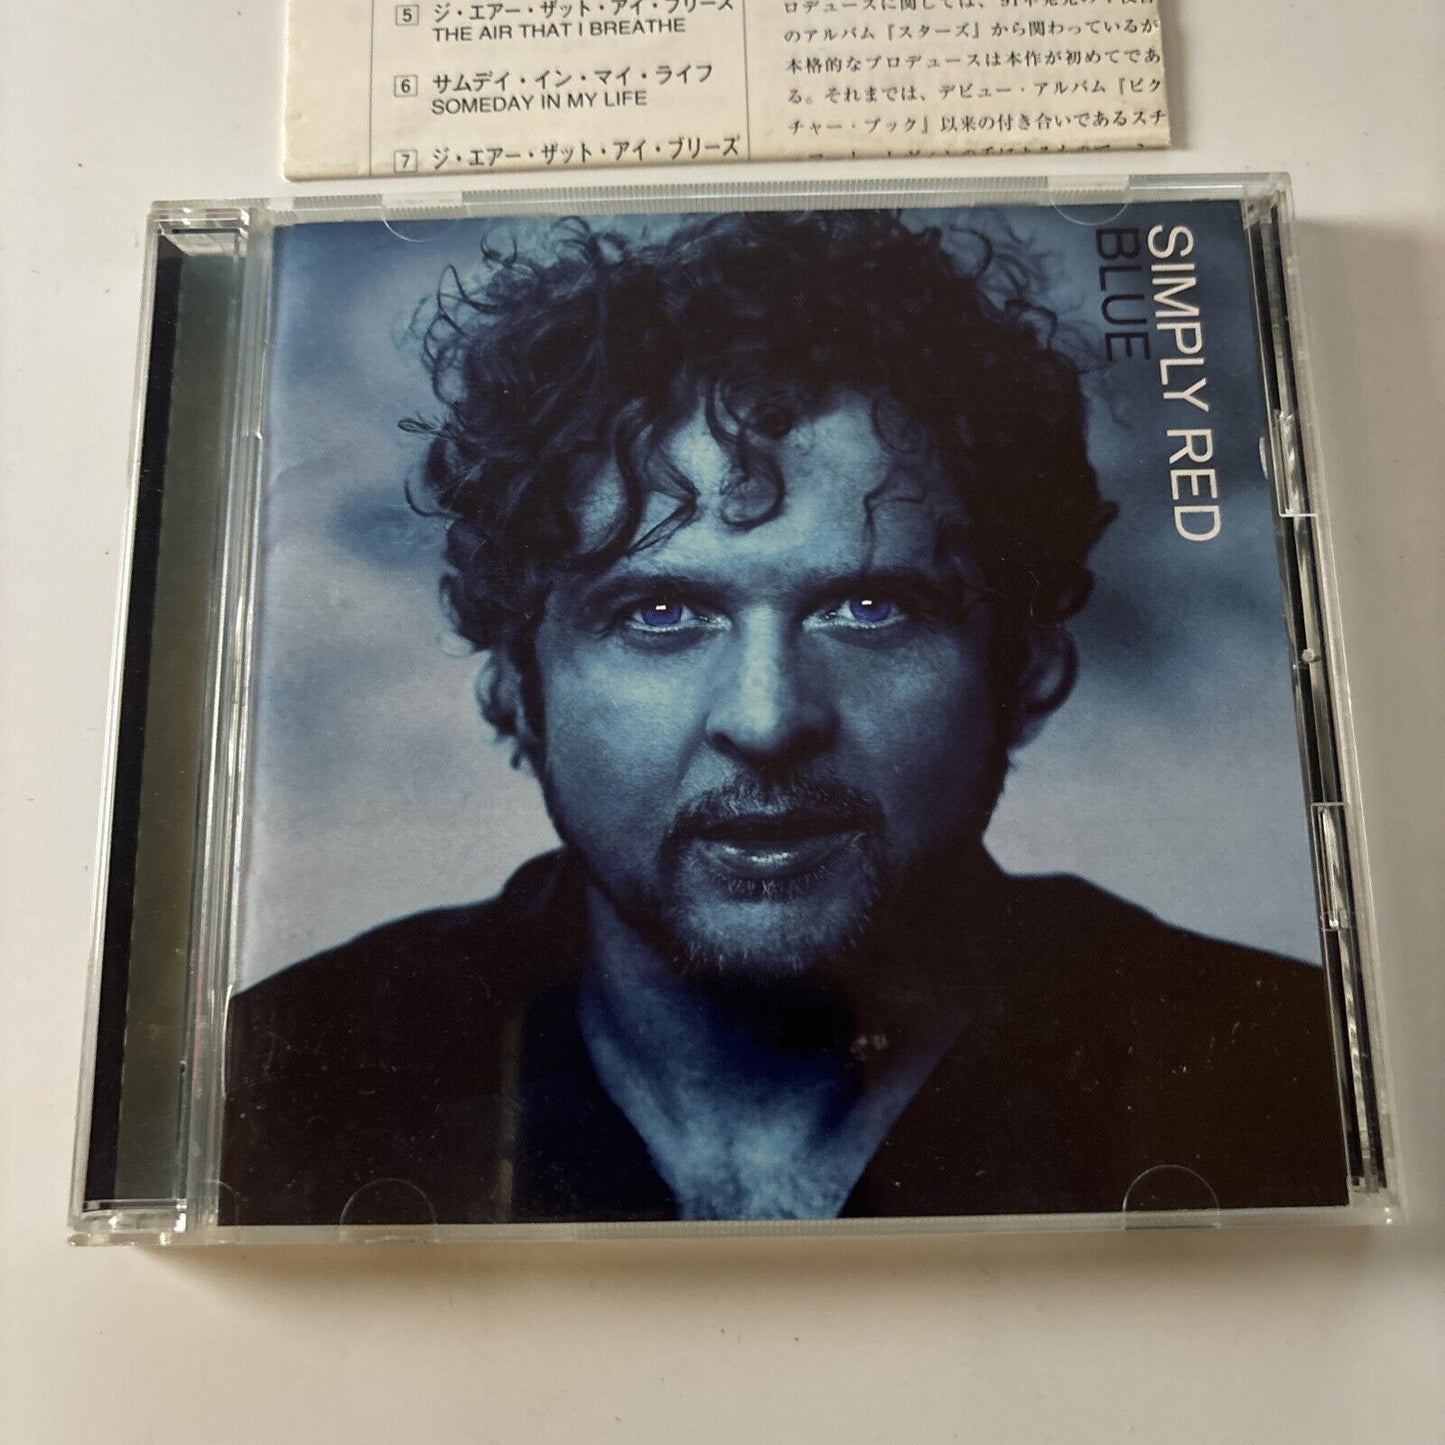 5 ジ・エアー・ザット・アイ・ブリーズ
THE AIR THAT I BREATHE
6 サムデイ・イン・マイ・ライフ
SOMEDAY IN MY LIFE
7 ジ・エアー・ザット・アイ・ブリーズ
ロデュースに関しては、
のアルバム『スターズ』から関わっているが
本格的なプロデュースは本作が初めてであ
る。それまでは、デビュー・アルバム『ピク
チャー・ブック』以来の付き合いであるスチ
SIMPLY RED
BLUE